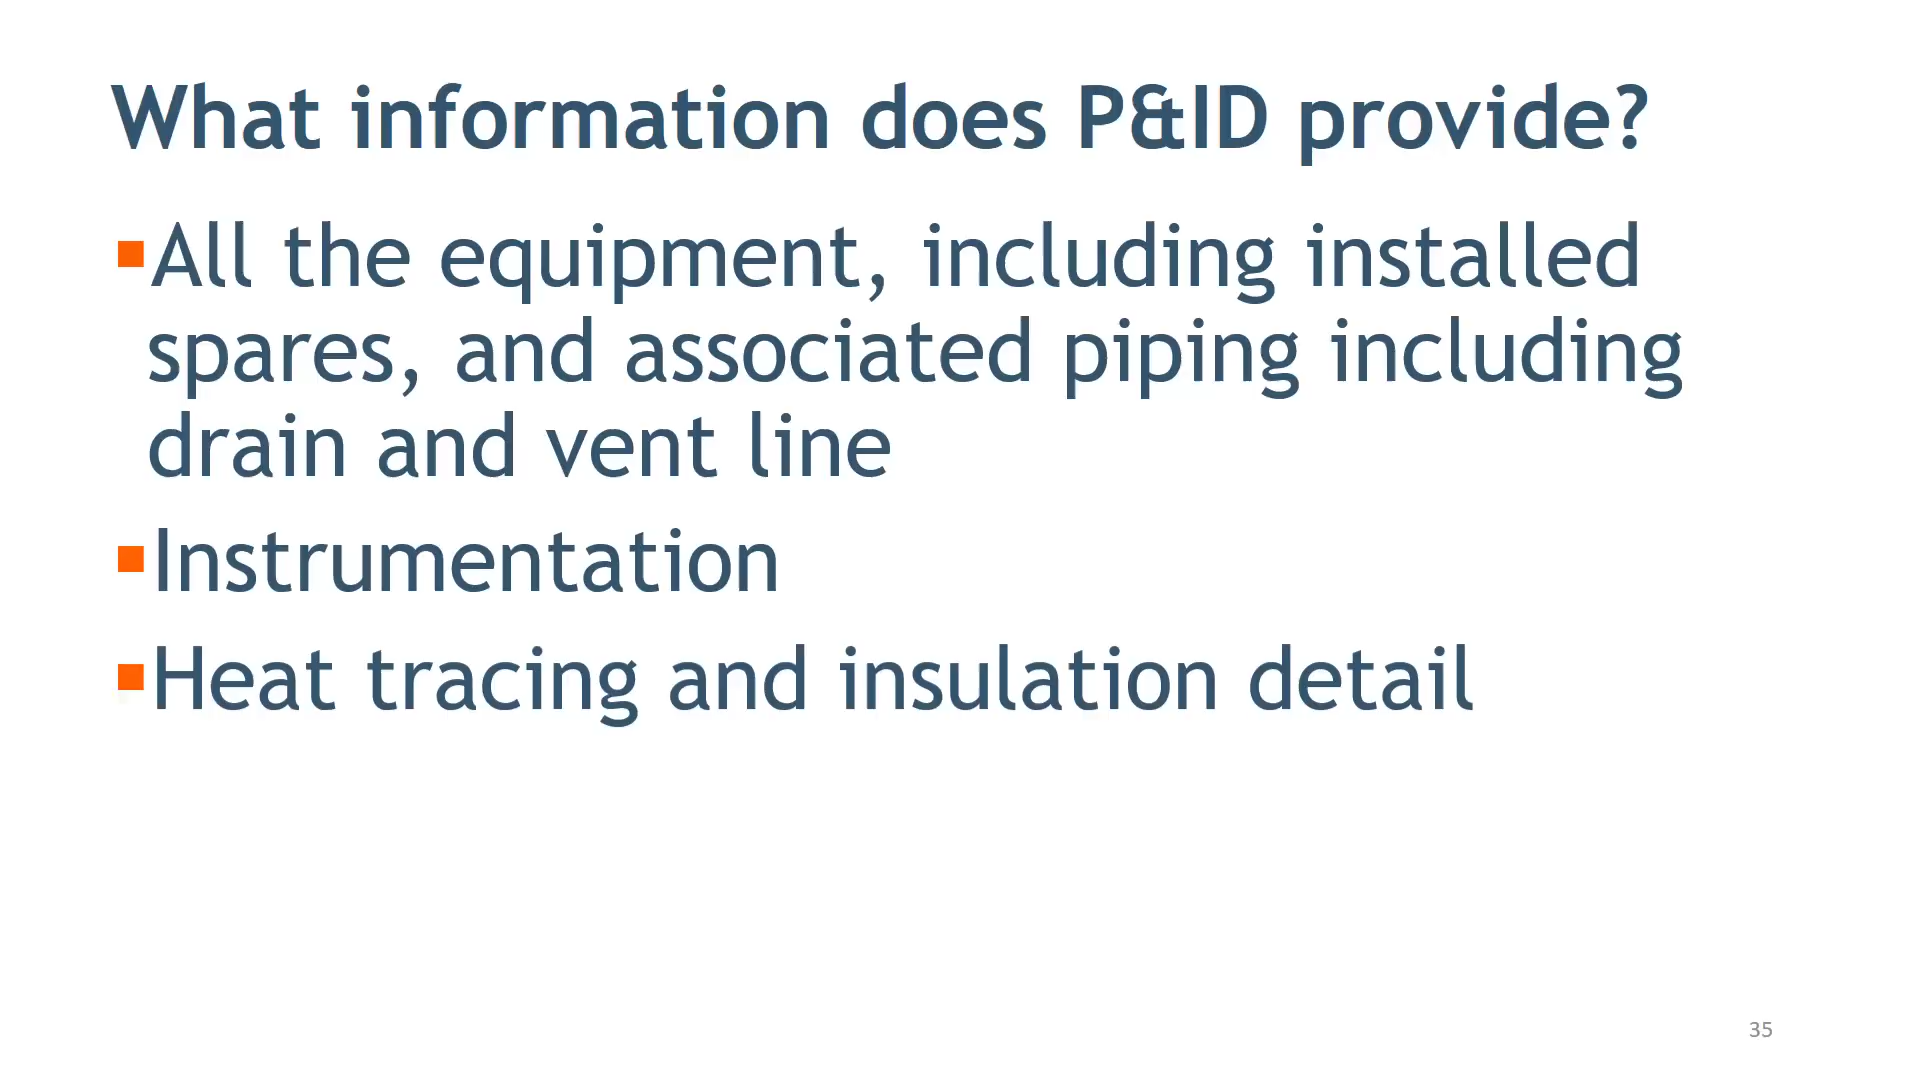 What information does P&ID provide?
▪All the equipment, including installed
spares, and associated piping including
drain and vent line
▪Instrumentation
▪Heat tracing and insulation detail
35